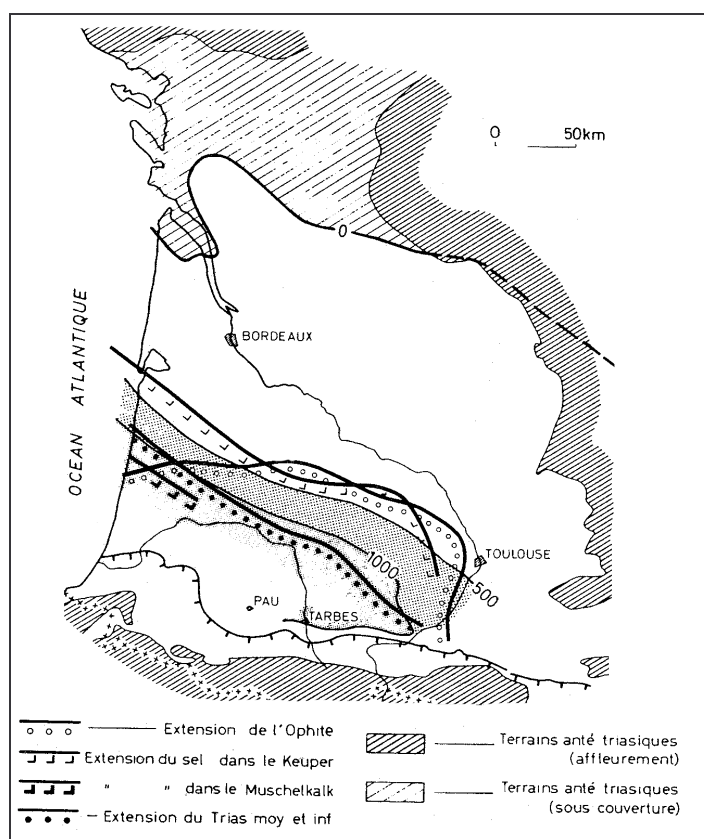 0 50km
0
OCEAN ATLANTIQUE
BORDEAUX
TOULOUSE
1000
500
PAU
TARBES
Extension de l'Ophite
Extension du sel dans le Keuper
" " dans le Muschelkalk
Extension du Trias moy et inf
Terrains anté triasiques
(affleurement)
Terrains anté triasiques
(sous couverture)